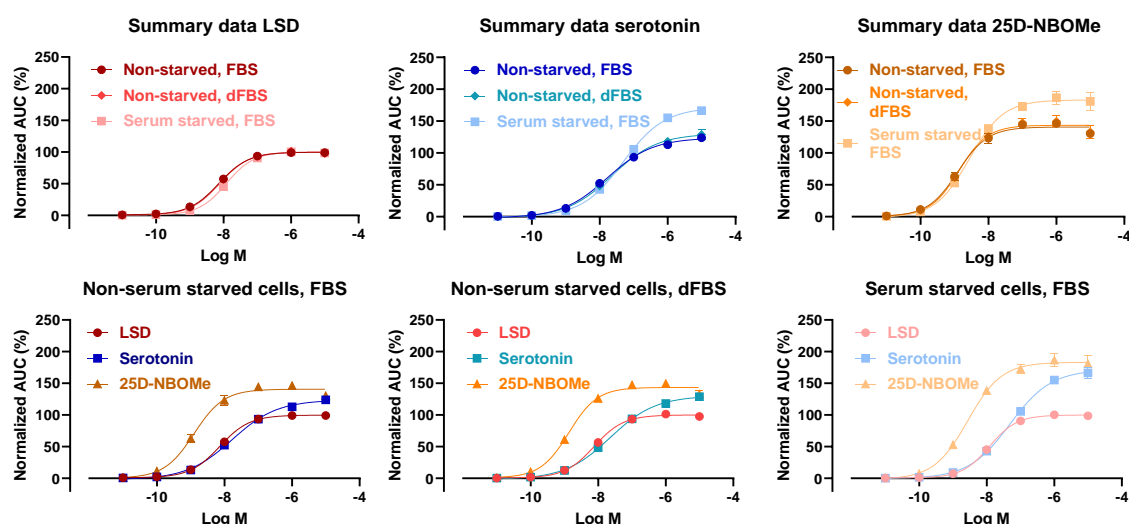 Summary data LSD
Normalized AUC (%)
250
200
150
100
50
0
Non-starved, FBS
Non-starved, dFBS
Serum starved, FBS
-10
-8
-6
-4
Log M
Summary data serotonin
Normalized AUC (%)
250
200
150
100
50
0
Non-starved, FBS
Non-starved, dFBS
Serum starved, FBS
-10
-8
-6
-4
Log M
Summary data 25D-NBOMe
Normalized AUC (%)
250
200
150
100
50
0
Non-starved, FBS
Non-starved,
dFBS
Serum starved,
FBS
-10
-8
-6
-4
Log M
Non-serum starved cells, FBS
Normalized AUC (%)
250
200
150
100
50
0
LSD
Serotonin
25D-NBOMe
-10
-8
-6
-4
Log M
Non-serum starved cells, dFBS
Normalized AUC (%)
250
200
150
100
50
0
LSD
Serotonin
25D-NBOMe
-10
-8
-6
-4
Log M
Serum starved cells, FBS
Normalized AUC (%)
250
200
150
100
50
0
LSD
Serotonin
25D-NBOMe
-10
-8
-6
-4
Log M